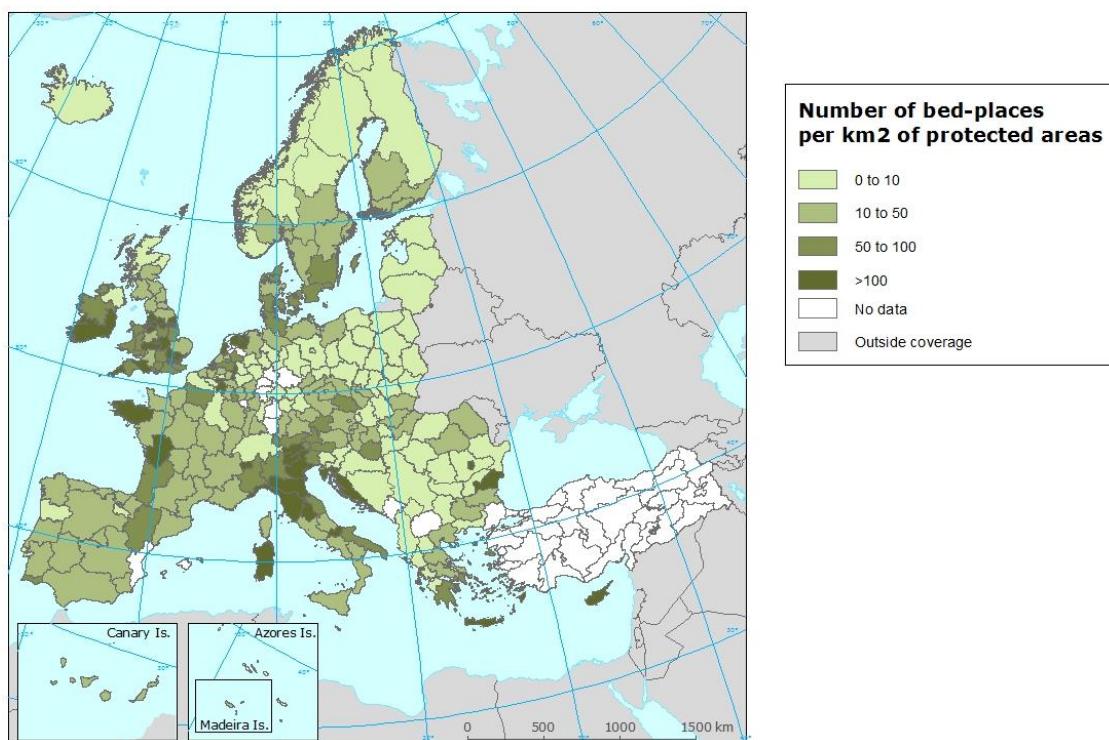 Canary Is.
Azores Is.
Madeira Is.
0 500 1000 1500 km
Number of bed-places
per km2 of protected areas
0 to 10
10 to 50
50 to 100
>100
No data
Outside coverage